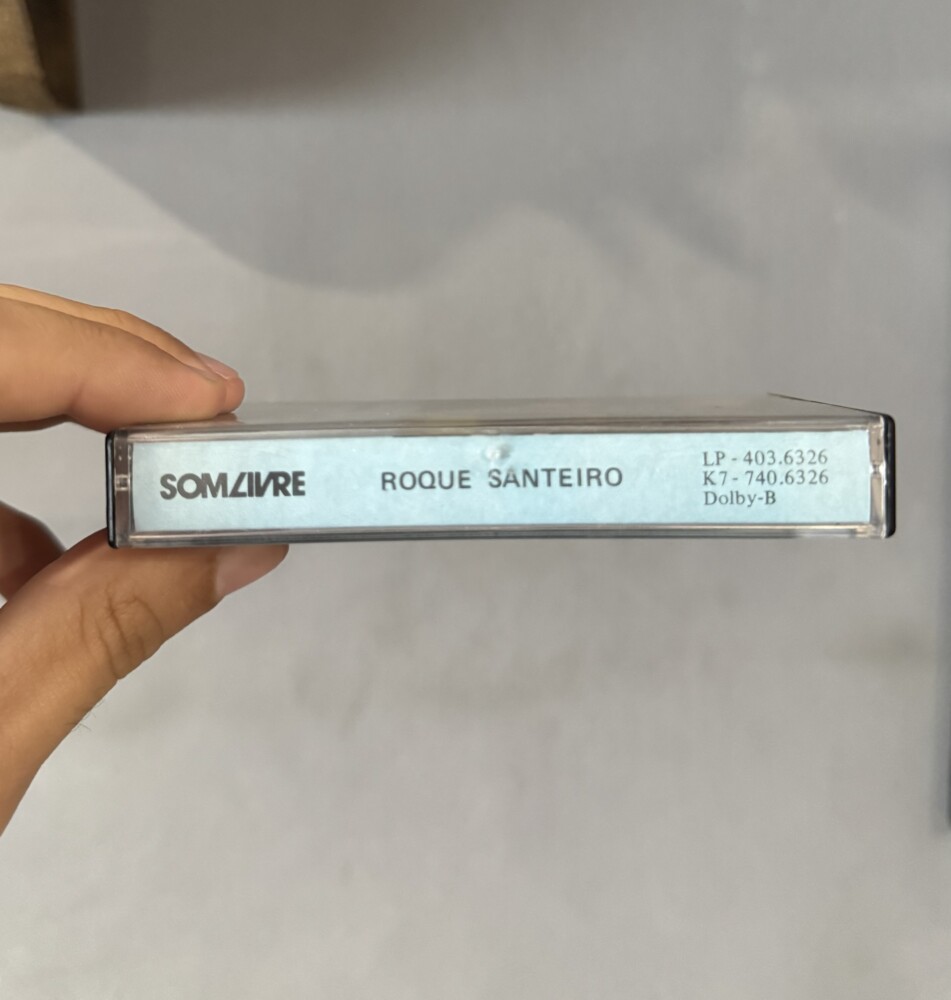 SOMLIVRE
ROQUE SANTEIRO
LP - 403.6326
K7 - 740.6326
Dolby-B